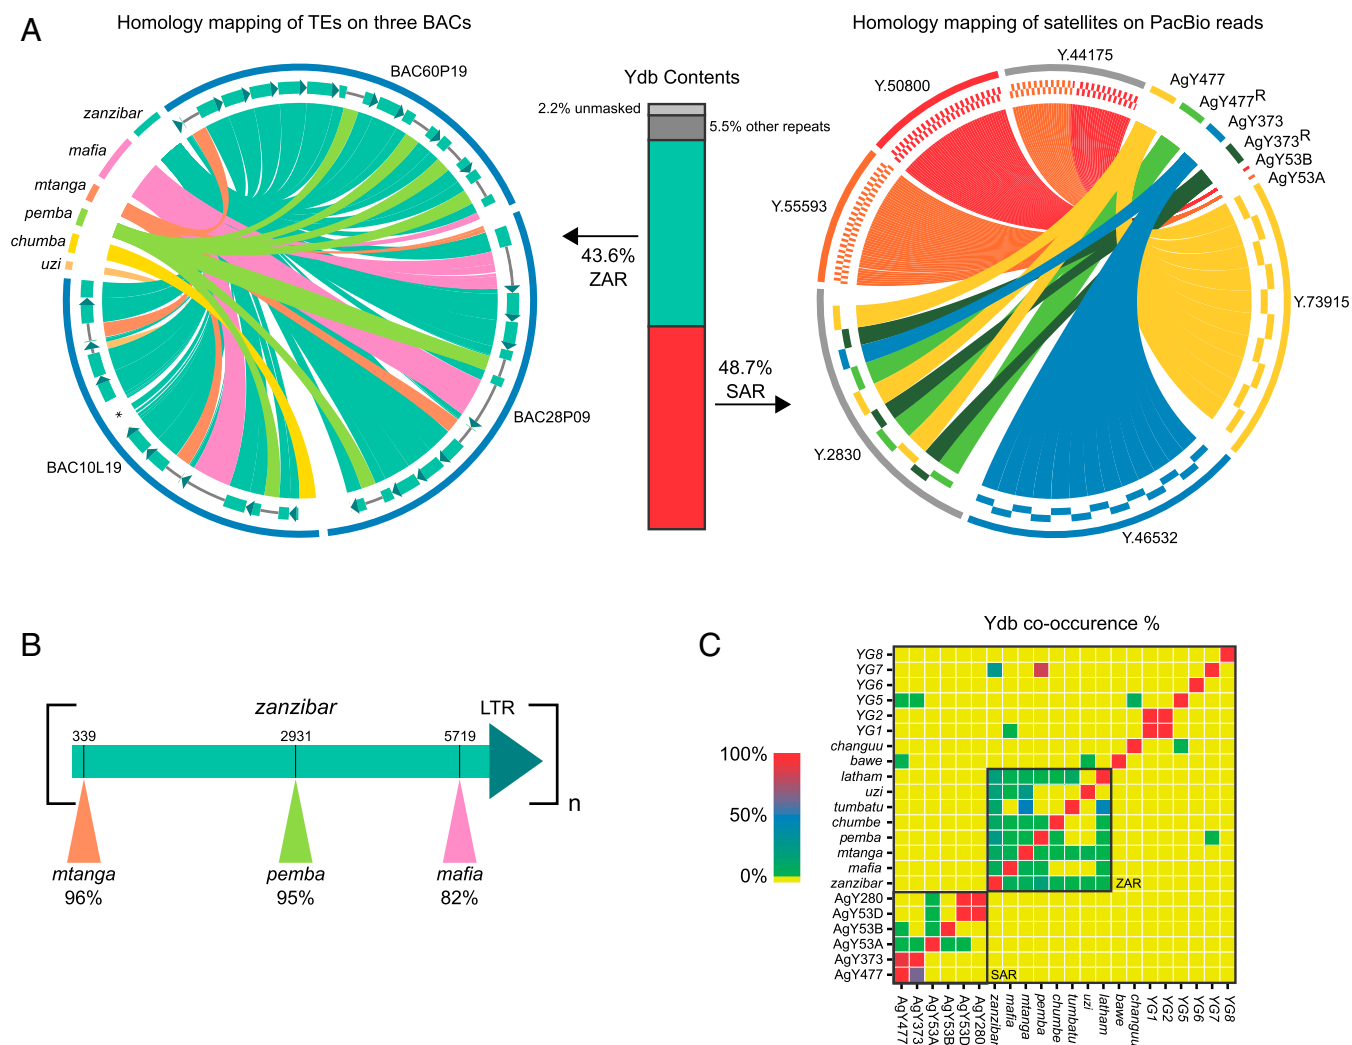 A
Homology mapping of TEs on three BACs
Homology mapping of satellites on PacBio reads
BAC60P19
zanzibar
mafia
mtanga
pemba
chumba
uzi
BAC28P09
BAC10L19
*
Ydb Contents
2.2% unmasked
5.5% other repeats
43.6%
ZAR
48.7%
SAR
Y.44175
Y.50800
AgY477
AgY477R
AgY373
AgY373R
AgY53B
AgY53A
Y.55593
Y.73915
Y.2830
Y.46532
B
zanzibar
LTR
339
2931
5719
n
mtanga
96%
pemba
95%
mafia
82%
C
Ydb co-occurence %
100%
50%
0%
YG8
YG7
YG6
YG5
YG2
YG1
changuu
bawe
latham
uzi
tumbatu
chumbe
pemba
mtanga
mafia
zanzibar
AgY280
AgY53D
AgY53B
AgY53A
AgY373
AgY477
ZAR
SAR
AgY477
AgY373
AgY53A
AgY53B
AgY53D
AgY280
zanzibar
mafia
mtanga
pemba
chumbe
tumbatu
uzi
latham
bawe
changuu
YG1
YG2
YG5
YG6
YG7
YG8